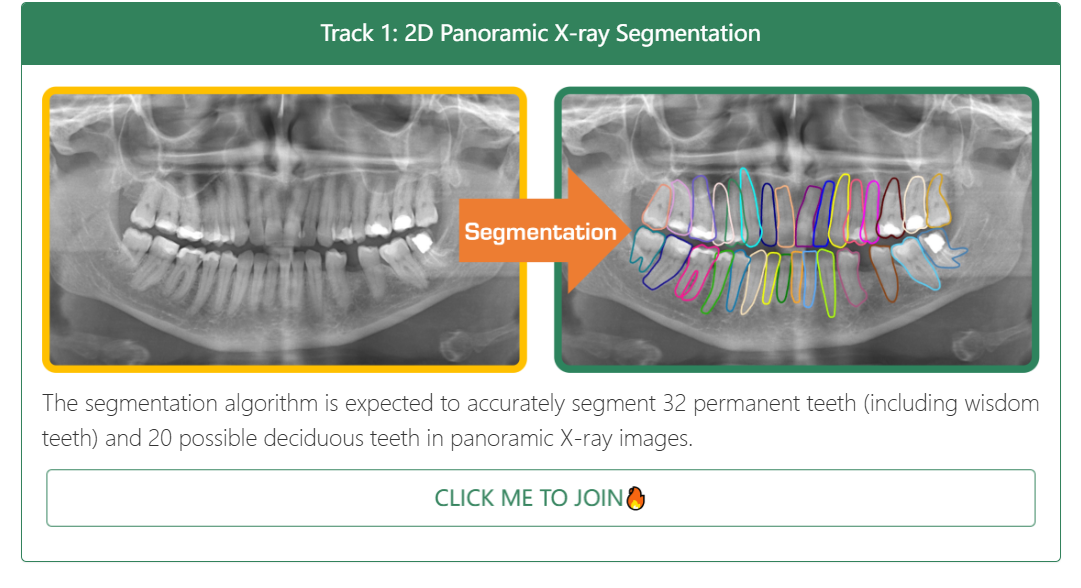 Track 1: 2D Panoramic X-ray Segmentation
Segmentation
The segmentation algorithm is expected to accurately segment 32 permanent teeth (including wisdom
teeth) and 20 possible deciduous teeth in panoramic X-ray images.
CLICK ME TO JOIN🔥